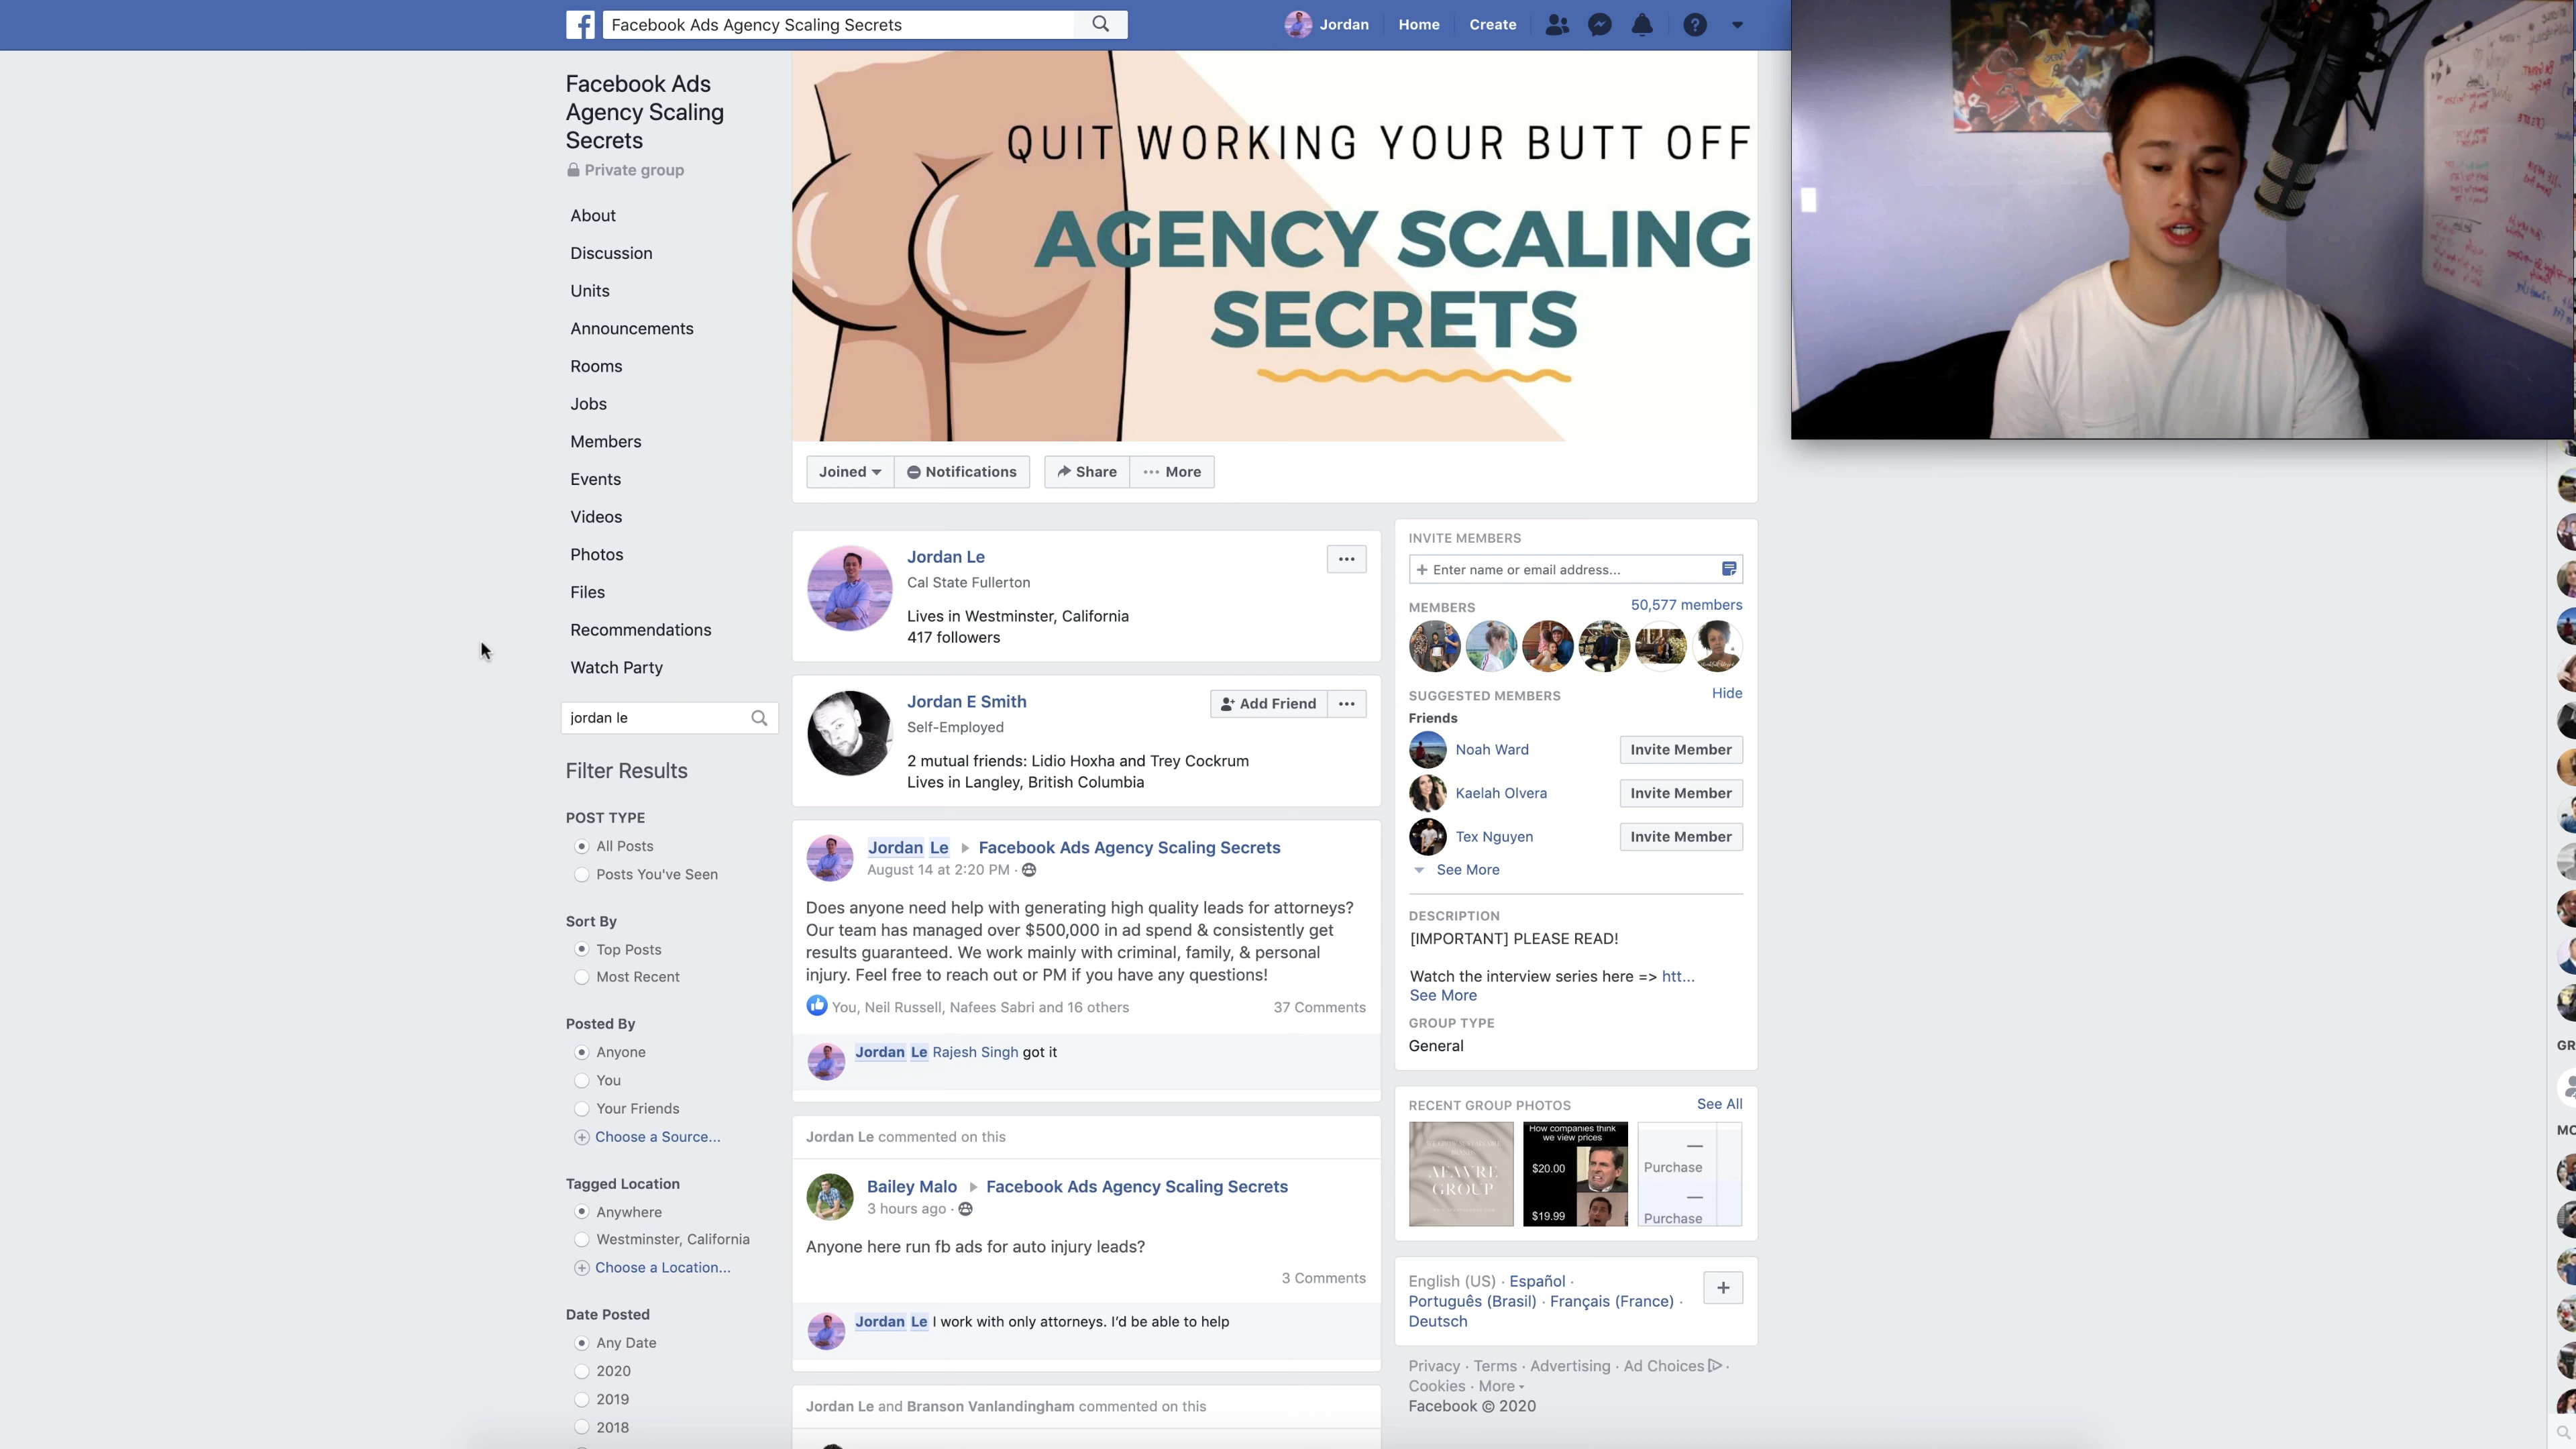 Facebook Ads Agency Scaling Secrets
Jordan
Home
Create
Facebook Ads
Agency Scaling
Secrets
Private group
About
Discussion
Units
Announcements
Rooms
Jobs
Members
Events
Videos
Photos
Files
Recommendations
Watch Party
jordan le
Filter Results
POST TYPE
All Posts
Posts You've Seen
Sort By
Top Posts
Most Recent
Posted By
Anyone
You
Your Friends
Choose a Source...
Tagged Location
Anywhere
Westminster, California
Choose a Location...
Date Posted
Any Date
2020
2019
2018
QUIT WORKING YOUR BUTT OFF
AGENCY SCALING
SECRETS
Joined
Notifications
Share
More
Jordan Le
Cal State Fullerton
Lives in Westminster, California
417 followers
Jordan E Smith
Add Friend
Self-Employed
2 mutual friends: Lidio Hoxha and Trey Cockrum
Lives in Langley, British Columbia
Jordan Le Facebook Ads Agency Scaling Secrets
August 14 at 2:20 PM ·
Does anyone need help with generating high quality leads for attorneys?
Our team has managed over $500,000 in ad spend & consistently get
results guaranteed. We work mainly with criminal, family, & personal
injury. Feel free to reach out or PM if you have any questions!
You, Neil Russell, Nafees Sabri and 16 others
37 Comments
Jordan Le Rajesh Singh got it
Jordan Le commented on this
Bailey Malo Facebook Ads Agency Scaling Secrets
3 hours ago ·
Anyone here run fb ads for auto injury leads?
3 Comments
Jordan Le I work with only attorneys. I'd be able to help
Jordan Le and Branson Vanlandingham commented on this
INVITE MEMBERS
+ Enter name or email address...
MEMBERS
50,577 members
SUGGESTED MEMBERS
Hide
Friends
Noah Ward
Invite Member
Kaelah Olvera
Invite Member
Tex Nguyen
Invite Member
See More
DESCRIPTION
[IMPORTANT] PLEASE READ!
Watch the interview series here => htt...
See More
GROUP TYPE
General
RECENT GROUP PHOTOS
See All
GROUP
How companies think
we view prices
$20.00
$19.99
Purchase
Purchase
English (US) · Español ·
Português (Brasil) · Français (France) ·
Deutsch
Privacy · Terms · Advertising · Ad Choices ·
Cookies · More
Facebook © 2020
GR
MO